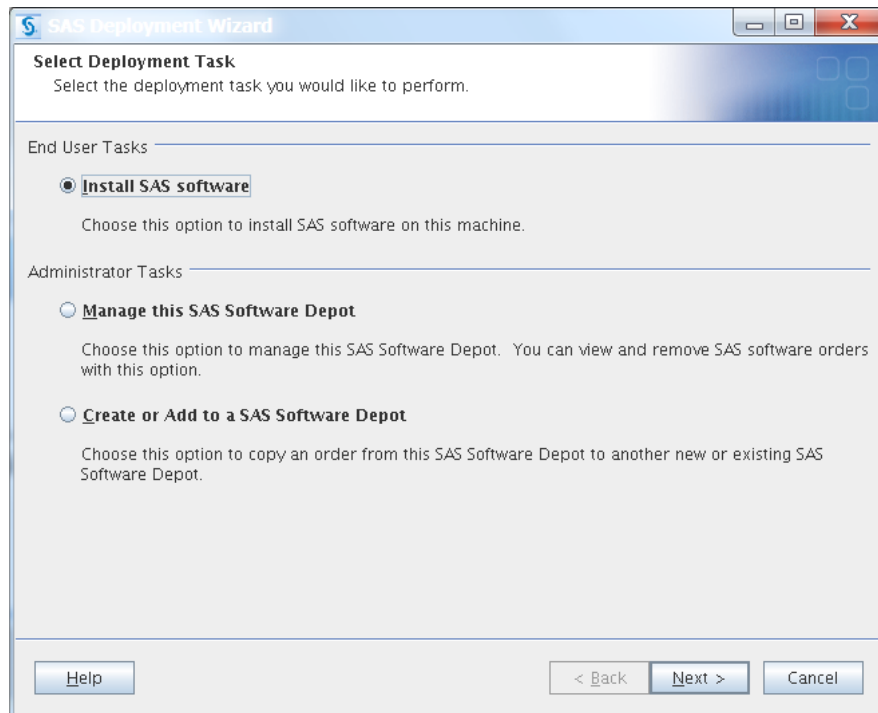 SAS Deployment Wizard
Select Deployment Task
Select the deployment task you would like to perform.
End User Tasks
Install SAS software
Choose this option to install SAS software on this machine.
Administrator Tasks
Manage this SAS Software Depot
Choose this option to manage this SAS Software Depot.  You can view and remove SAS software orders
with this option.
Create or Add to a SAS Software Depot
Choose this option to copy an order from this SAS Software Depot to another new or existing SAS
Software Depot.
Help
< Back
Next >
Cancel